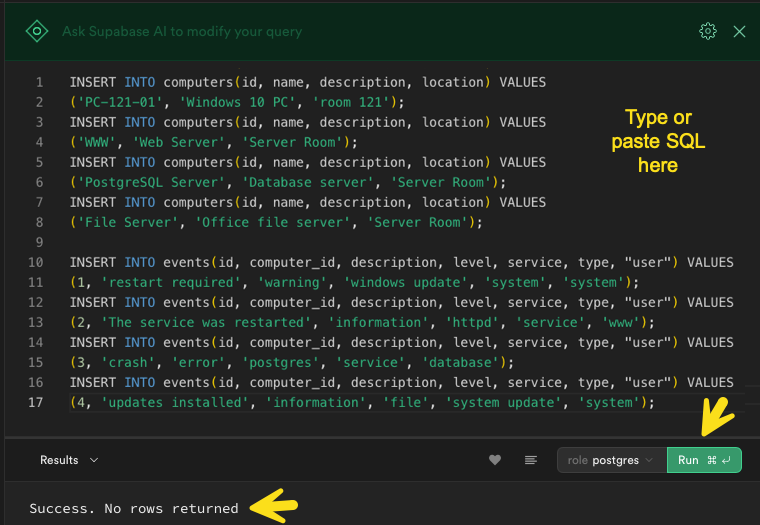 Ask Supabase AI to modify your query
1 INSERT INTO computers(id, name, description, location) VALUES
2 ('PC-121-01', 'Windows 10 PC', 'room 121');
3 INSERT INTO computers(id, name, description, location) VALUES
4 ('WWW', 'Web Server', 'Server Room');
5 INSERT INTO computers(id, name, description, location) VALUES
6 ('PostgreSQL Server', 'Database server', 'Server Room');
7 INSERT INTO computers(id, name, description, location) VALUES
8 ('File Server', 'Office file server', 'Server Room');
9
10 INSERT INTO events(id, computer_id, description, level, service, type, "user") VALUES
11 (1, 'restart required', 'warning', 'windows update', 'system', 'system');
12 INSERT INTO events(id, computer_id, description, level, service, type, "user") VALUES
13 (2, 'The service was restarted', 'information', 'httpd', 'service', 'www');
14 INSERT INTO events(id, computer_id, description, level, service, type, "user") VALUES
15 (3, 'crash', 'error', 'postgres', 'service', 'database');
16 INSERT INTO events(id, computer_id, description, level, service, type, "user") VALUES
17 (4, 'updates installed', 'information', 'file', 'system update', 'system');
Type or
paste SQL
here
Results
role postgres
Run ⌘ ↵
Success. No rows returned